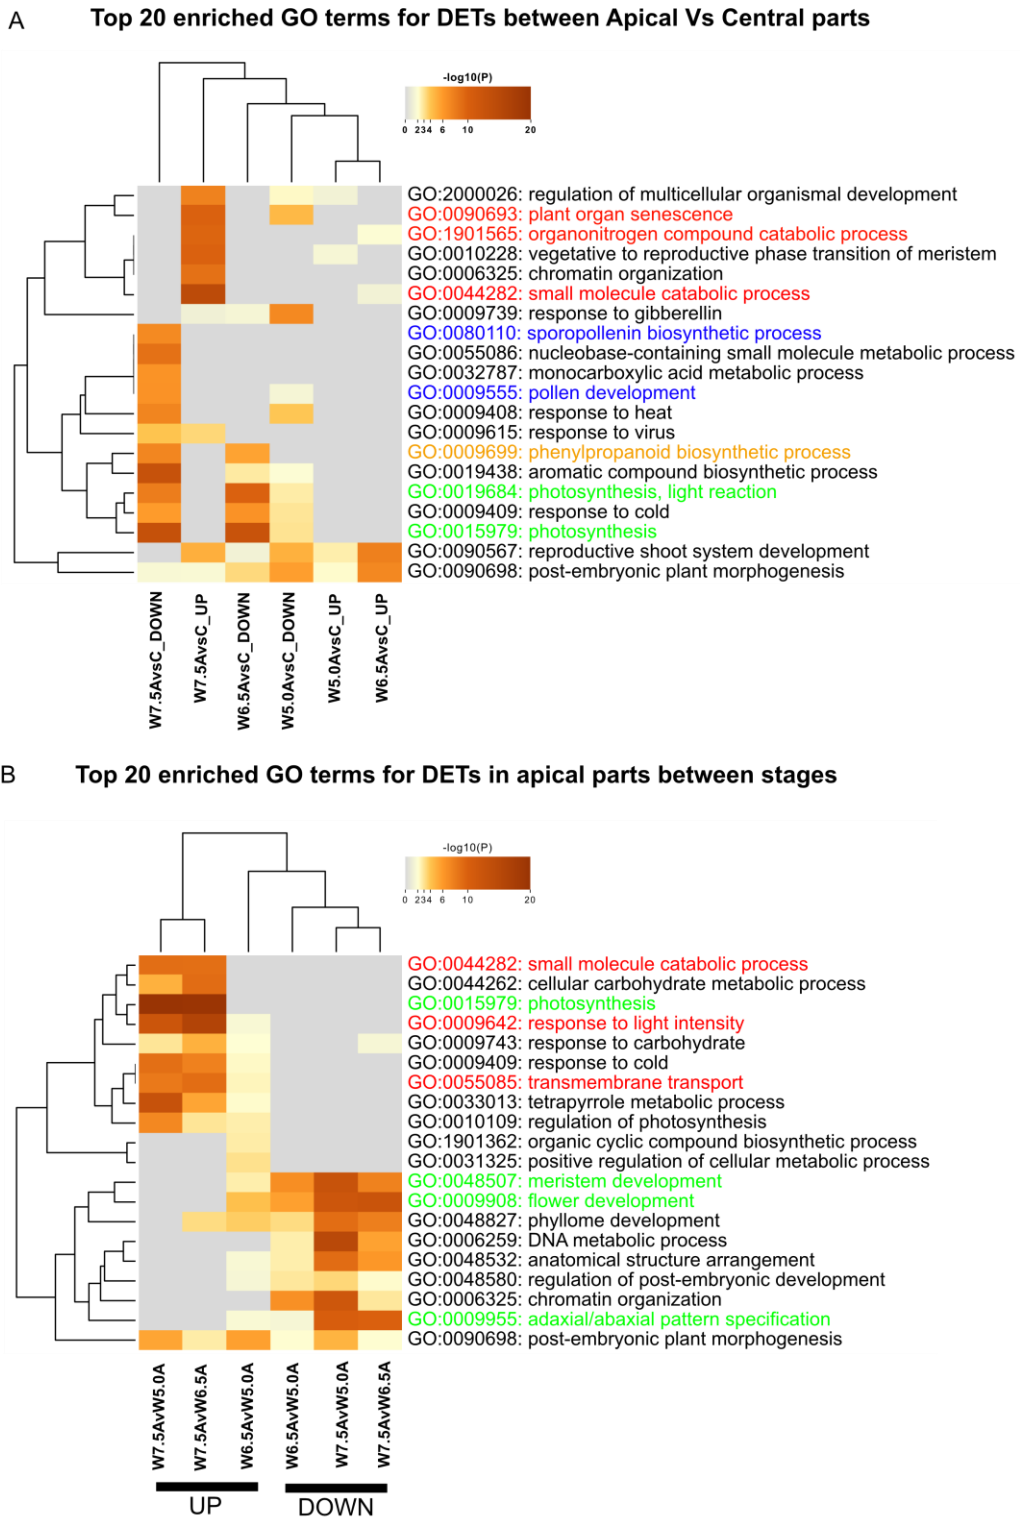 A
Top 20 enriched GO terms for DETs between Apical Vs Central parts
-log10(P)
0 2 3 4 6 10 20
GO:2000026: regulation of multicellular organismal development
GO:0090693: plant organ senescence
GO:1901565: organonitrogen compound catabolic process
GO:0010228: vegetative to reproductive phase transition of meristem
GO:0006325: chromatin organization
GO:0044282: small molecule catabolic process
GO:0009739: response to gibberellin
GO:0080110: sporopollenin biosynthetic process
GO:0055086: nucleobase-containing small molecule metabolic process
GO:0032787: monocarboxylic acid metabolic process
GO:0009555: pollen development
GO:0009408: response to heat
GO:0009615: response to virus
GO:0009699: phenylpropanoid biosynthetic process
GO:0019438: aromatic compound biosynthetic process
GO:0019684: photosynthesis, light reaction
GO:0009409: response to cold
GO:0015979: photosynthesis
GO:0090567: reproductive shoot system development
GO:0090698: post-embryonic plant morphogenesis
W7.5AvsC_DOWN
W7.5AvsC_UP
W6.5AvsC_DOWN
W5.0AvsC_DOWN
W5.0AvsC_UP
W6.5AvsC_UP
B
Top 20 enriched GO terms for DETs in apical parts between stages
-log10(P)
0 2 3 4 6 10 20
GO:0044282: small molecule catabolic process
GO:0044262: cellular carbohydrate metabolic process
GO:0015979: photosynthesis
GO:0009642: response to light intensity
GO:0009743: response to carbohydrate
GO:0009409: response to cold
GO:0055085: transmembrane transport
GO:0033013: tetrapyrrole metabolic process
GO:0010109: regulation of photosynthesis
GO:1901362: organic cyclic compound biosynthetic process
GO:0031325: positive regulation of cellular metabolic process
GO:0048507: meristem development
GO:0009908: flower development
GO:0048827: phyllome development
GO:0006259: DNA metabolic process
GO:0048532: anatomical structure arrangement
GO:0048580: regulation of post-embryonic development
GO:0006325: chromatin organization
GO:0009955: adaxial/abaxial pattern specification
GO:0090698: post-embryonic plant morphogenesis
W7.5AvW5.0A
W7.5AvW6.5A
W6.5AvW5.0A
W6.5AvW5.0A
W7.5AvW5.0A
W7.5AvW6.5A
UP
DOWN